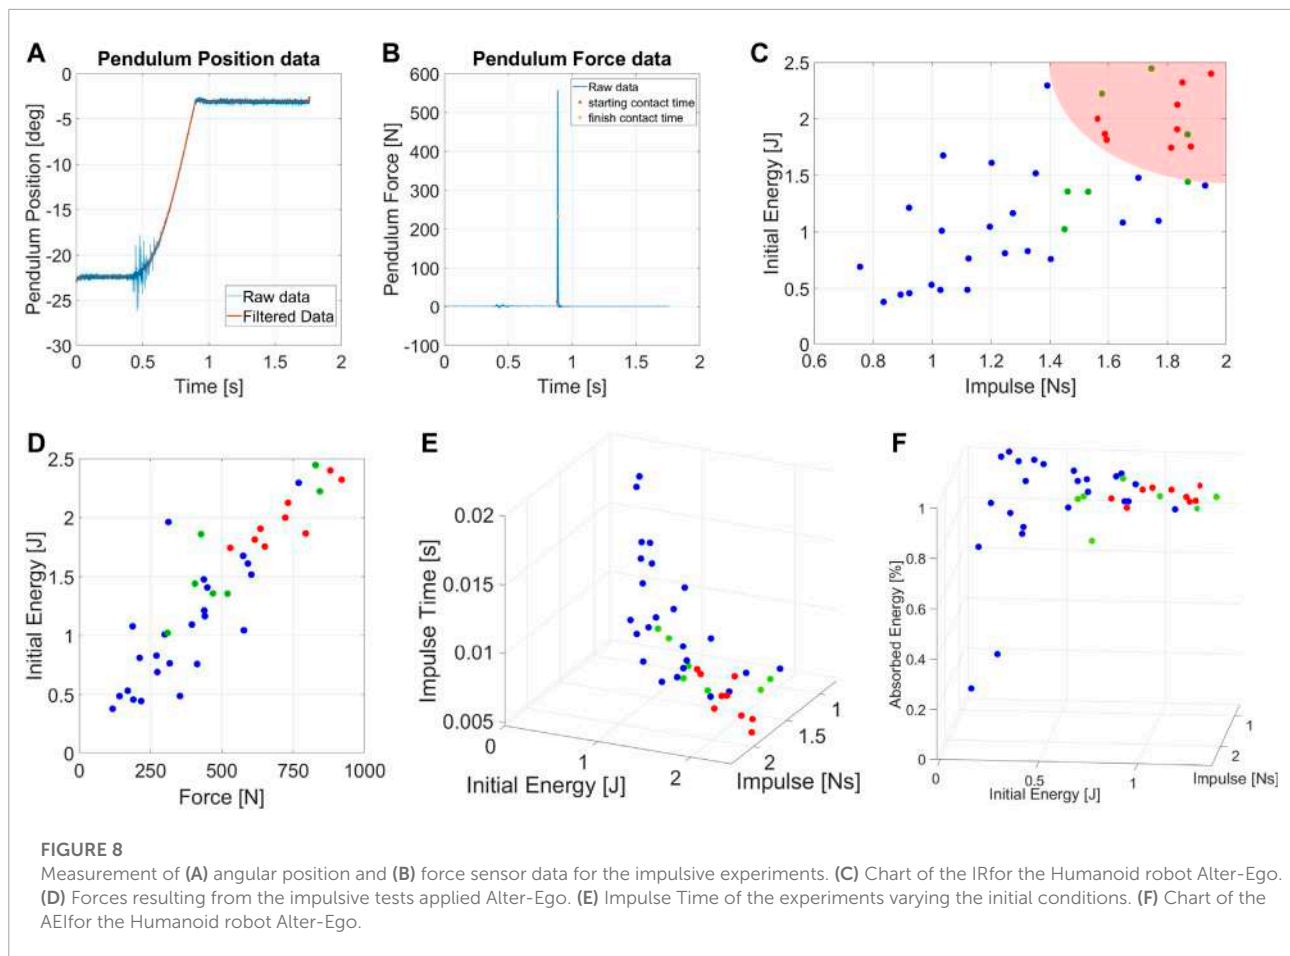 A
Pendulum Position data
0
-5
-10
-15
-20
-25
-30
Pendulum Position [deg]
Raw data
Filtered Data
0 0.5 1 1.5 2
Time [s]
B
Pendulum Force data
600
500
400
300
200
100
0
-100
Pendulum Force [N]
Raw data
starting contact time
finish contact time
0 0.5 1 1.5 2
Time [s]
C
2.5
2
1.5
1
0.5
0
Initial Energy [J]
0.6 0.8 1 1.2 1.4 1.6 1.8 2
Impulse [Ns]
D
2.5
2
1.5
1
0.5
0
Initial Energy [J]
0 250 500 750 1000
Force [N]
E
0.02
0.015
0.01
0.005
Impulse Time [s]
0 1 2
Initial Energy [J]
1
1.5
2
Impulse [Ns]
F
1
0.8
0.6
0.4
0.2
0
Absorbed Energy [%]
0 0.5 1
Initial Energy [J]
1
2
Impulse [Ns]
FIGURE 8
Measurement of (A) angular position and (B) force sensor data for the impulsive experiments. (C) Chart of the IRfor the Humanoid robot Alter-Ego.
(D) Forces resulting from the impulsive tests applied Alter-Ego. (E) Impulse Time of the experiments varying the initial conditions. (F) Chart of the
AEIfor the Humanoid robot Alter-Ego.